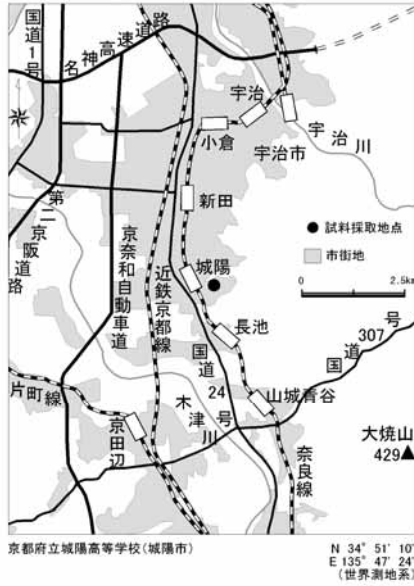 国道1号
名神高速道路
宇治
小倉
宇治市
宇治川
新田
第二京阪道路
京奈和自動車道
近鉄京都線
試料採取地点
市街地
0 2.5km
城陽
長池
国道24号
国道307号
片町線
京田辺
木津川
山城青谷
奈良線
大焼山
429
京都府立城陽高等学校(城陽市)
N 34° 51' 10"
E 135° 47' 24"
(世界測地系)